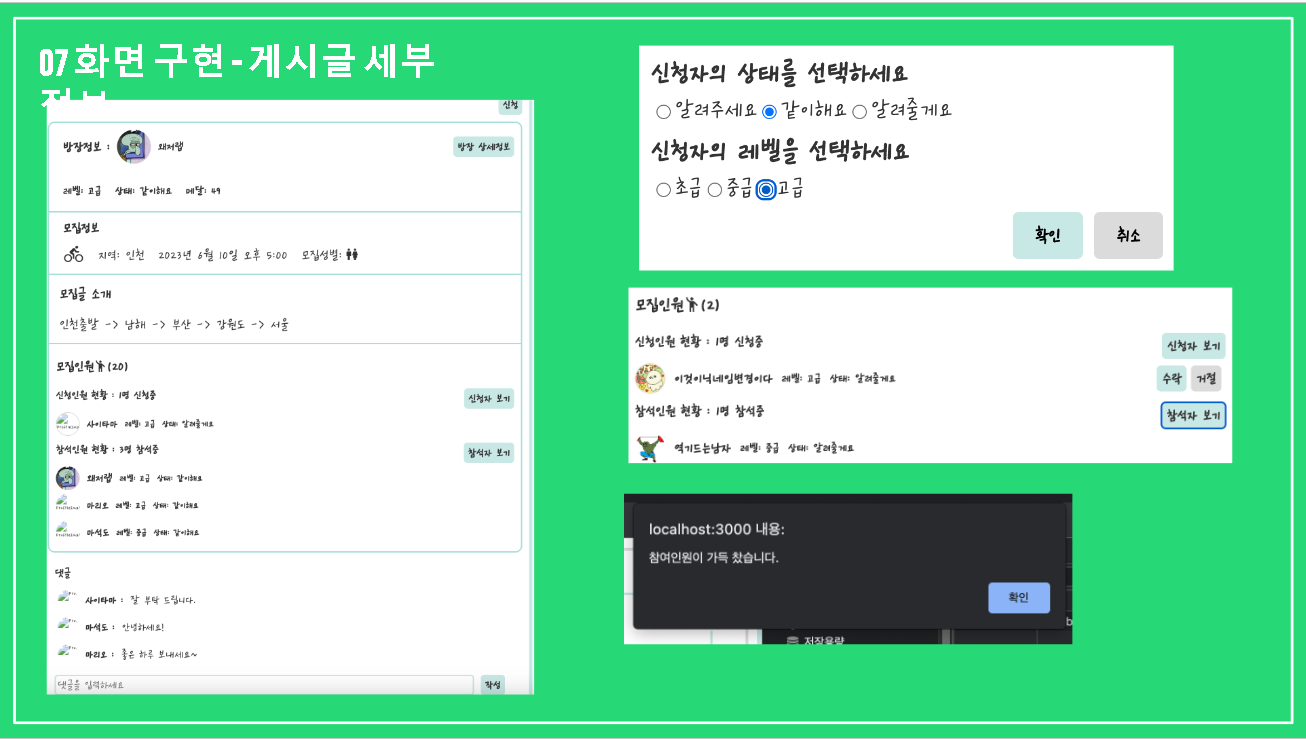 07 화면 구현 - 게시글 세부
정보
신청
방장정보 : 왜저램 방장 상세정보
레벨: 고급 상태: 같이해요 메달: 49
모집정보
지역: 인천 2023년 6월 10일 오후 5:00 모집성별:
모집글 소개
인천출발 -> 남해 -> 부산 -> 강원도 -> 서울
모집인원 (20)
신청인원 현황 : 1명 신청중 신청자 보기
사이타마 레벨: 고급 상태: 알려줄게요
참석인원 현황 : 3명 참석중 참석자 보기
왜저램 레벨: 고급 상태: 같이해요
마리오 레벨: 고급 상태: 같이해요
마석도 레벨: 중급 상태: 같이해요
댓글
사이타마 : 잘 부탁 드립니다.
마석도 : 안녕하세요!
마리오 : 좋은 하루 보내세요~
댓글을 입력하세요 작성
신청자의 상태를 선택하세요
알려주세요 같이해요 알려줄게요
신청자의 레벨을 선택하세요
초급 중급 고급
확인 취소
모집인원 (2)
신청인원 현황 : 1명 신청중 신청자 보기
이것이닉네임변경이다 레벨: 고급 상태: 알려줄게요 수락 거절
참석인원 현황 : 1명 참석중 참석자 보기
역기드는남자 레벨: 중급 상태: 알려줄게요
localhost:3000 내용:
참여인원이 가득 찼습니다.
확인
저장용량